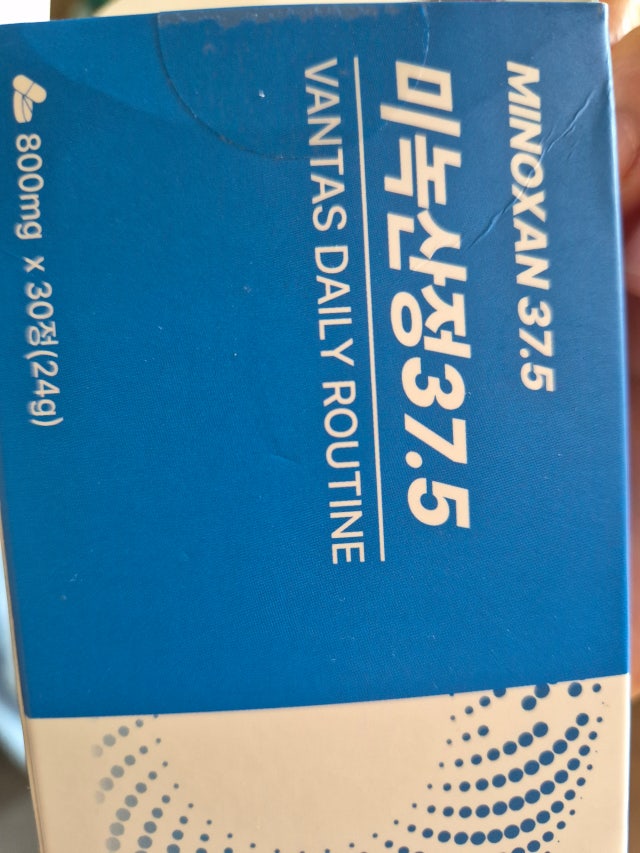 MINOXAN 37.5
미녹산정37.5
VANTAS DAILY ROUTINE
800mg x 30정(24g)